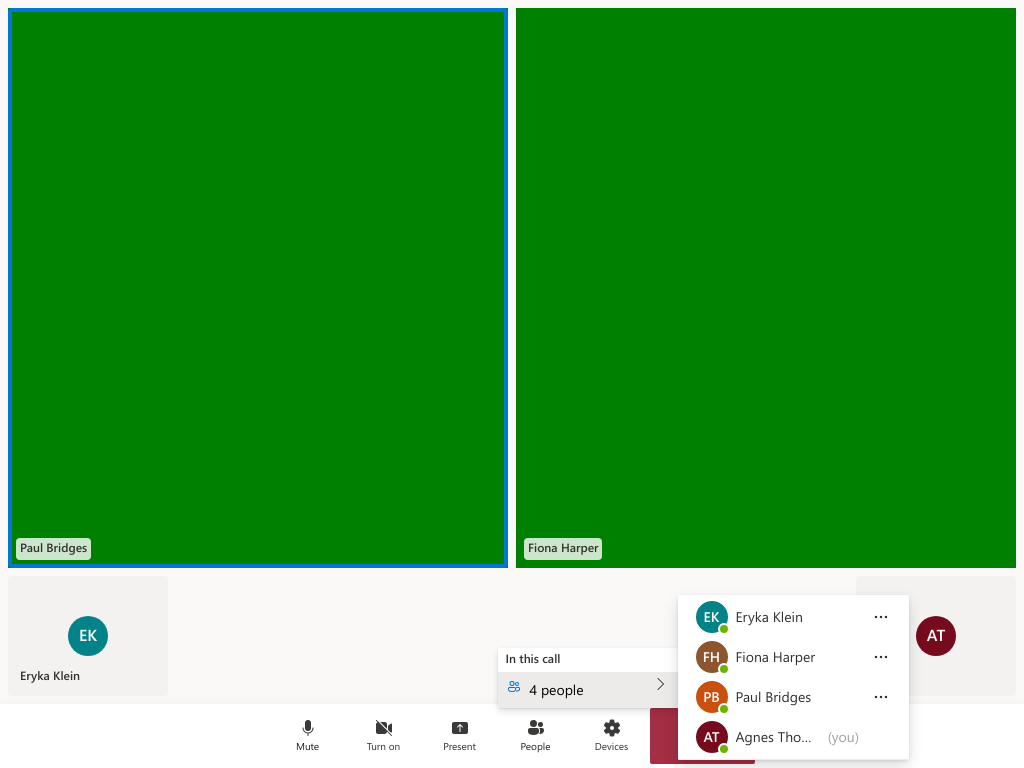 Paul Bridges
Fiona Harper
EK
Eryka Klein
AT
In this call
4 people
EK Eryka Klein ...
FH Fiona Harper ...
PB Paul Bridges ...
AT Agnes Tho... (you)
Mute
Turn on
Present
People
Devices